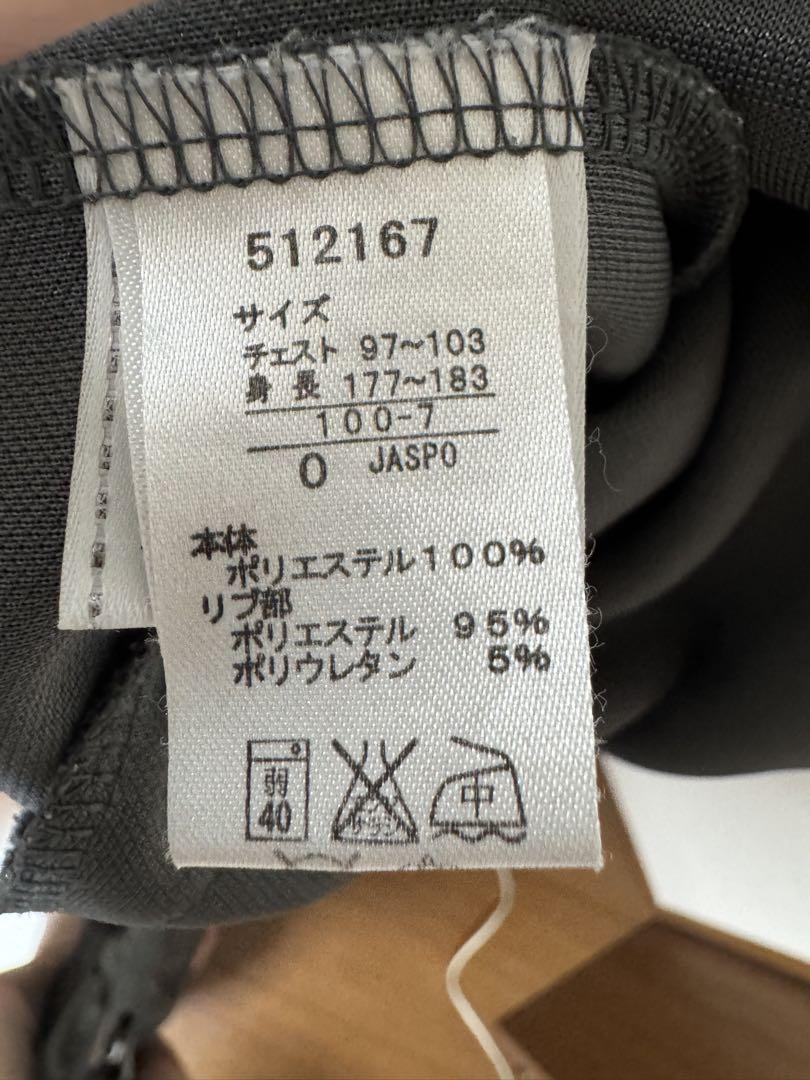 512167
サイズ
チェスト 97~103
身長 177~183
100-7
O JASPO
本体
ポリエステル100%
リブ部
ポリエステル 95%
ポリウレタン 5%
弱 中
40